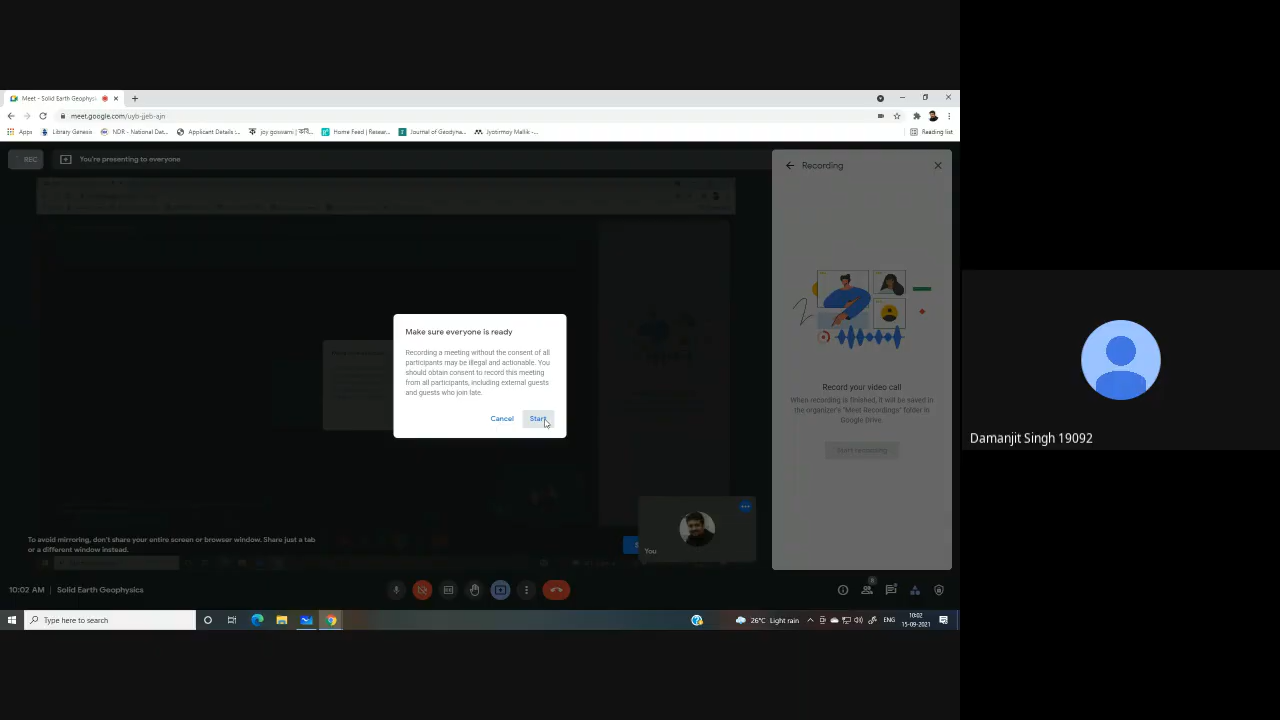 Meet - Solid Earth Geophysi
meet.google.com/uyb-jjeb-ajn
Apps
Library Genesis
NDR - National Dat...
Applicant Details :...
Home Feed | Resear...
Journal of Geodyna...
Jyotirmoy Mallik -...
Reading list
REC
You're presenting to everyone
Recording
Make sure everyone is ready
Recording a meeting without the consent of all
participants may be illegal and actionable. You
should obtain consent to record this meeting
from all participants, including external guests
and guests who join late.
Cancel
Start
Record your video call
When recording is finished, it will be saved in
the organizer's "Meet Recordings" folder in
Google Drive.
Start recording
You
To avoid mirroring, don't share your entire screen or browser window. Share just a tab
or a different window instead.
10:02 AM | Solid Earth Geophysics
Type here to search
26°C Light rain
ENG
10:02
15-09-2021
Damanjit Singh 19092